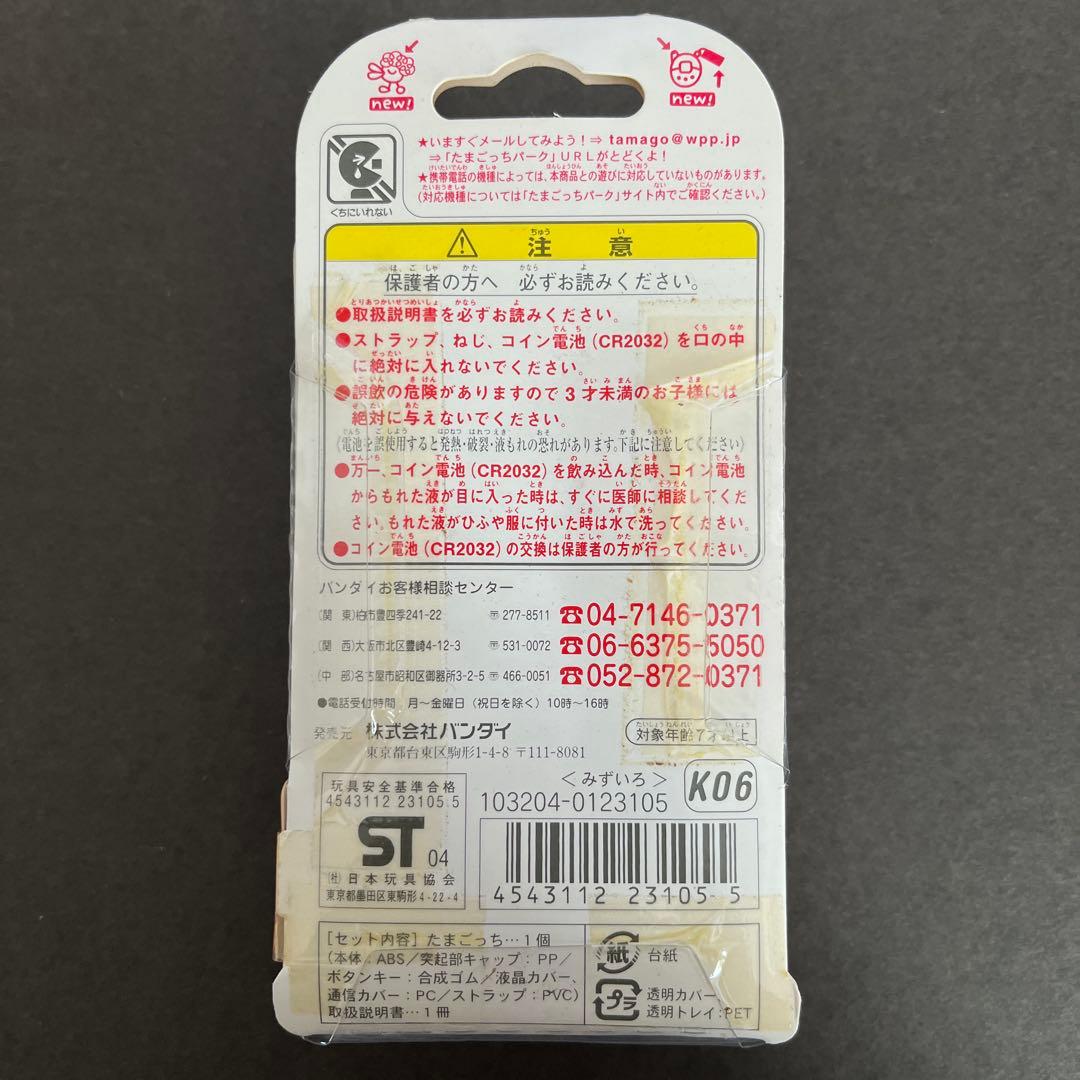 new!
new!
くちにいれない
★いますぐメールしてみよう!⇒ tamago@wpp.jp
⇒「たまごっちパーク」URLがとどくよ!
★携帯電話の機種によっては、本商品との遊びに対応していないものがあります。
(対応機種については「たまごっちパーク」サイト内でご確認ください。)
注意
保護者の方へ 必ずお読みください。
●取扱説明書を必ずお読みください。
●ストラップ、ねじ、コイン電池(CR2032)を口の中
に絶対に入れないでください。
●誤飲の危険がありますので3才未満のお子様には
絶対に与えないでください。
《電池を誤使用すると発熱・破裂・液もれの恐れがあります。下記に注意してください》
●万一、コイン電池(CR2032)を飲み込んだ時、コイン電池
からもれた液が目に入った時は、すぐに医師に相談してくだ
さい。もれた液がひふや服に付いた時は水で洗ってください。
●コイン電池(CR2032)の交換は保護者の方が行ってください。
バンダイお客様相談センター
(関 東)柏市豊四季241-22 〒277-8511 ☎04-7146-0371
(関 西)大阪市北区豊崎4-12-3 〒531-0072 ☎06-6375-5050
(中 部)名古屋市昭和区御器所3-2-5 〒466-0051 ☎052-872-0371
●電話受付時間 月〜金曜日(祝日を除く)10時〜16時
発売元 株式会社バンダイ
東京都台東区駒形1-4-8 〒111-8081
対象年齢7才以上
玩具安全基準合格
4543112 23105 5
ST 04
(社)日本玩具協会
東京都墨田区東駒形4-22-4
<みずいろ>
103204-0123105
K06
4543112 23105 5
[セット内容]たまごっち…1個
(本体:ABS/突起部キャップ:PP/
ボタンキー:合成ゴム/液晶カバー、
通信カバー:PC/ストラップ:PVC)
取扱説明書…1冊
紙 台紙
プラ 透明カバー、
透明トレイ:PET